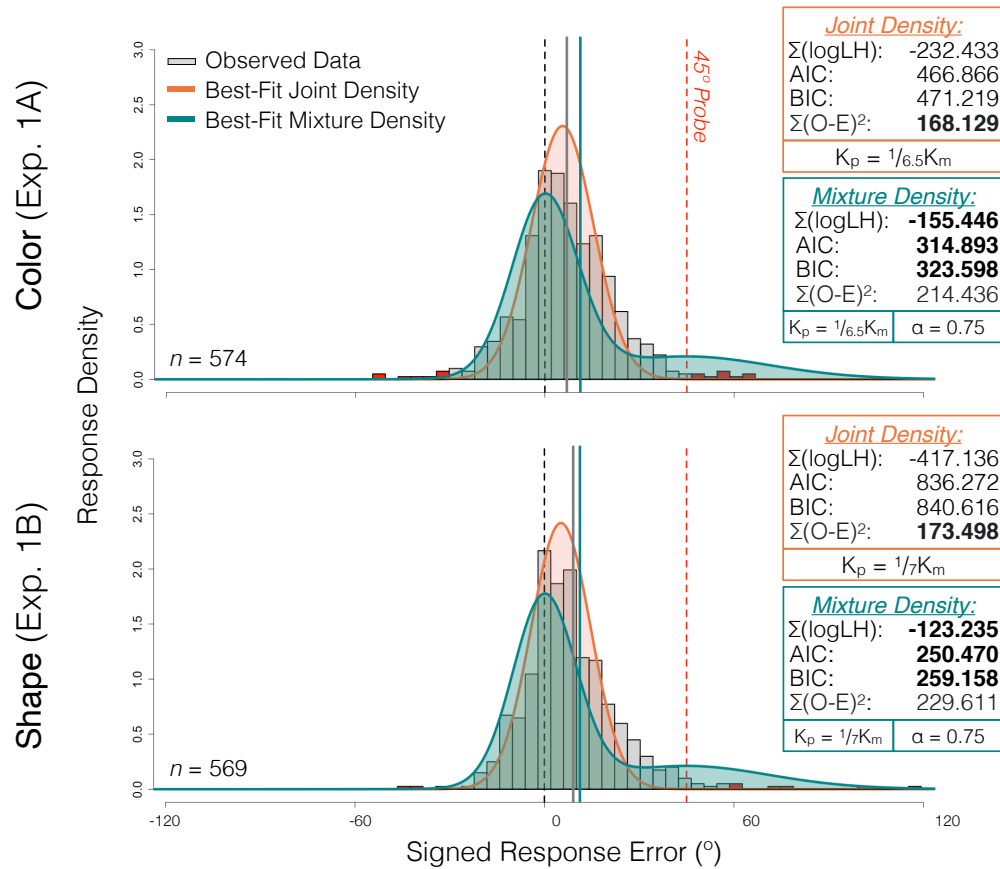 Color (Exp. 1A)
Response Density
3.0
2.5
2.0
1.5
1.0
0.5
0.0
Observed Data
Best-Fit Joint Density
Best-Fit Mixture Density
45º Probe
n = 574
Joint Density:
Σ(logLH): -232.433
AIC: 466.866
BIC: 471.219
Σ(O-E)²: 168.129
Kp = 1/6.5Km
Mixture Density:
Σ(logLH): -155.446
AIC: 314.893
BIC: 323.598
Σ(O-E)²: 214.436
Kp = 1/6.5Km α = 0.75
Shape (Exp. 1B)
3.0
2.5
2.0
1.5
1.0
0.5
0.0
n = 569
Joint Density:
Σ(logLH): -417.136
AIC: 836.272
BIC: 840.616
Σ(O-E)²: 173.498
Kp = 1/7Km
Mixture Density:
Σ(logLH): -123.235
AIC: 250.470
BIC: 259.158
Σ(O-E)²: 229.611
Kp = 1/7Km α = 0.75
-120 -60 0 60 120
Signed Response Error (º)